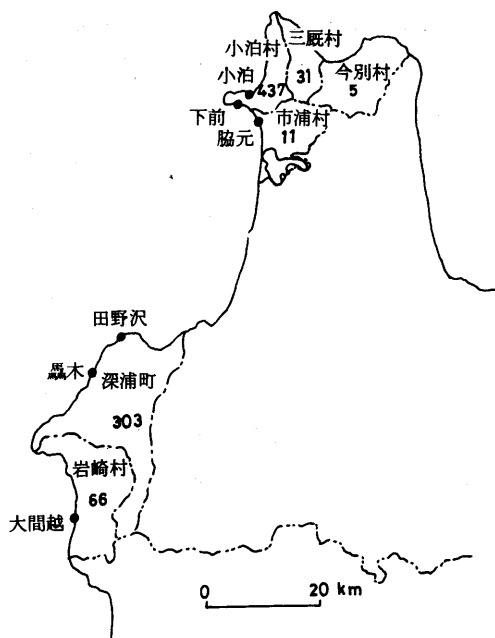 小泊村
三厩村
小泊
437
31
今別村
5
下前
脇元
市浦村
11
田野沢
驫木
深浦町
303
岩崎村
66
大間越
0 20 km